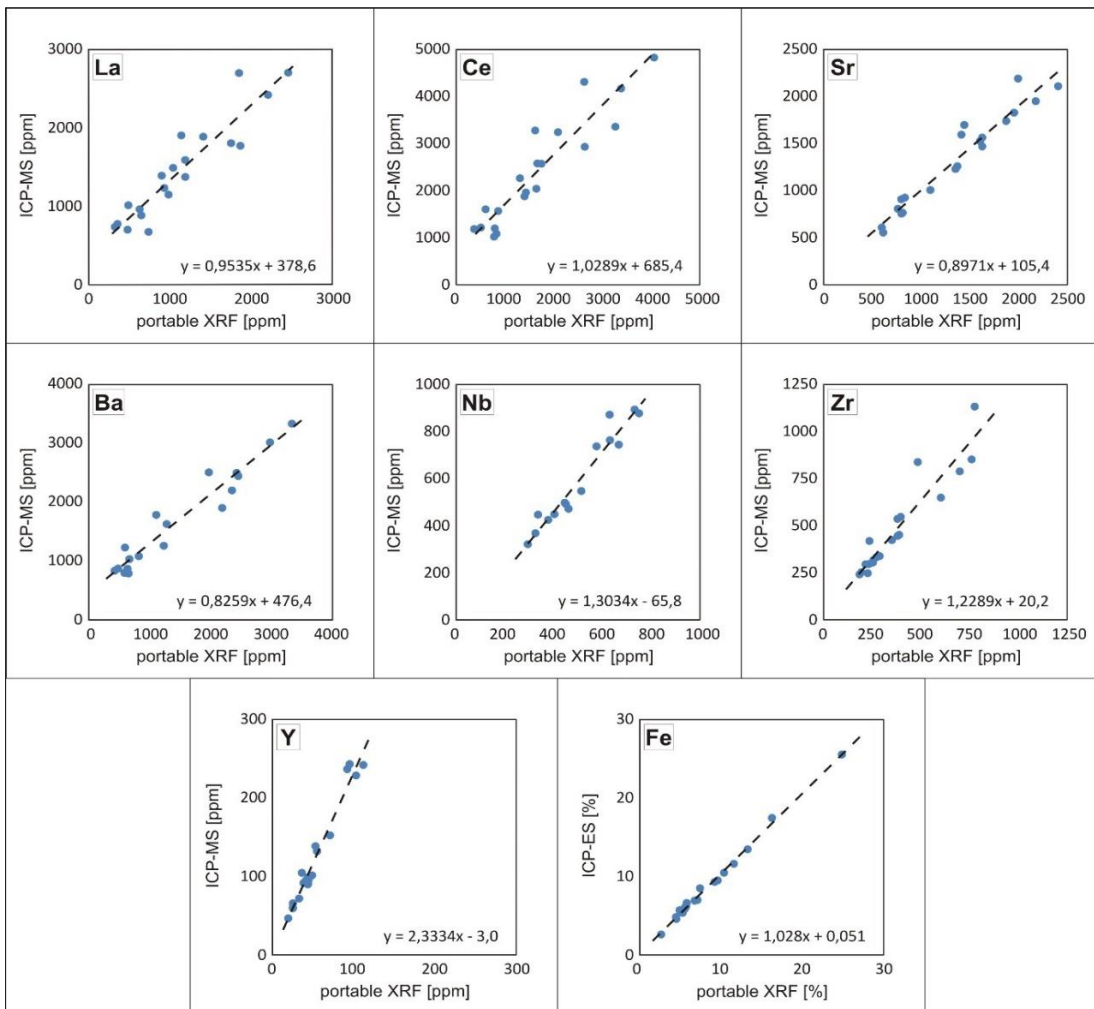 La
3000
2000
1000
0
ICP-MS [ppm]
y = 0,9535x + 378,6
0 1000 2000 3000
portable XRF [ppm]
Ce
5000
4000
3000
2000
1000
0
ICP-MS [ppm]
y = 1,0289x + 685,4
0 1000 2000 3000 4000 5000
portable XRF [ppm]
Sr
2500
2000
1500
1000
500
0
ICP-MS [ppm]
y = 0,8971x + 105,4
0 500 1000 1500 2000 2500
portable XRF [ppm]
Ba
4000
3000
2000
1000
0
ICP-MS [ppm]
y = 0,8259x + 476,4
0 1000 2000 3000 4000
portable XRF [ppm]
Nb
1000
800
600
400
200
0
ICP-MS [ppm]
y = 1,3034x - 65,8
0 200 400 600 800 1000
portable XRF [ppm]
Zr
1250
1000
750
500
250
0
ICP-MS [ppm]
y = 1,2289x + 20,2
0 250 500 750 1000 1250
portable XRF [ppm]
Y
300
200
100
0
ICP-MS [ppm]
y = 2,3334x - 3,0
0 100 200 300
portable XRF [ppm]
Fe
30
20
10
0
ICP-ES [%]
y = 1,028x + 0,051
0 10 20 30
portable XRF [%]